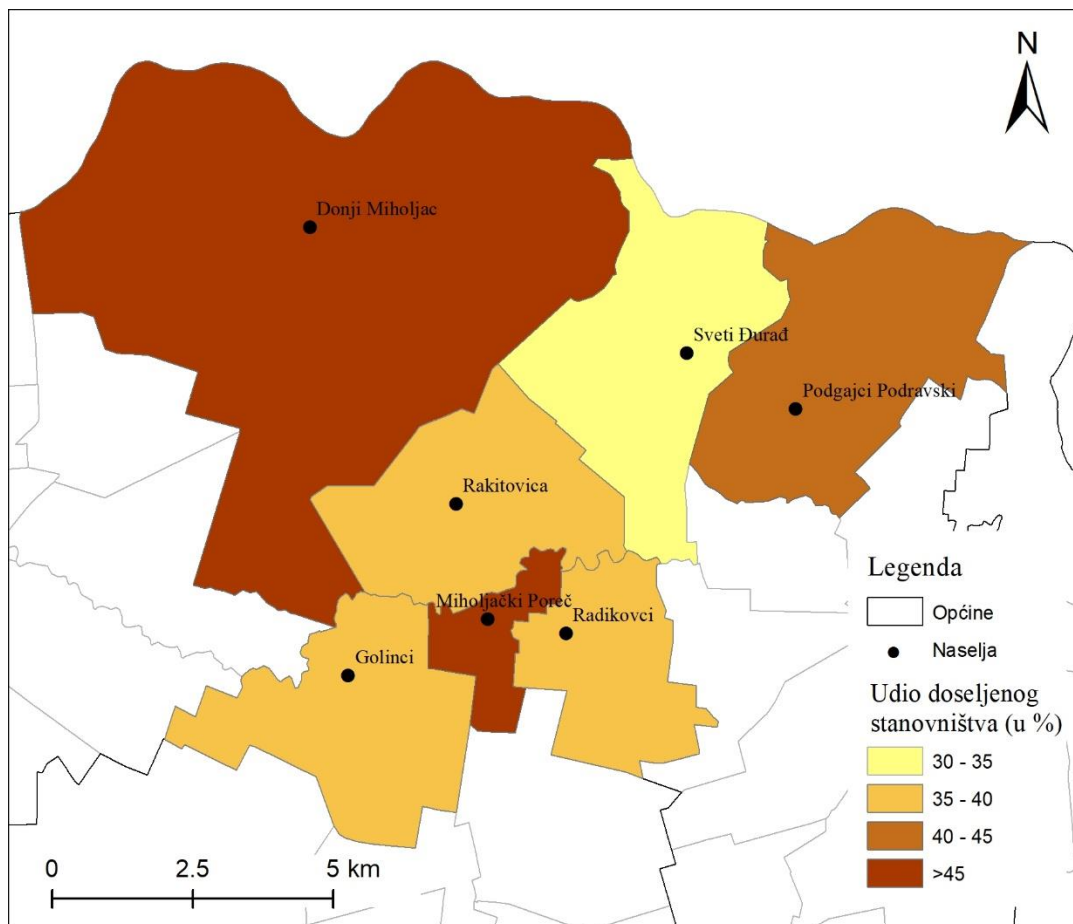 N
Donji Miholjac
Sveti Đurađ
Podgajci Podravski
Rakitovica
Miholjački Poreč
Radikovci
Golinci
Legenda
Općine
Naselja
Udio doseljenog
stanovništva (u %)
30 - 35
35 - 40
40 - 45
>45
0 2.5 5 km